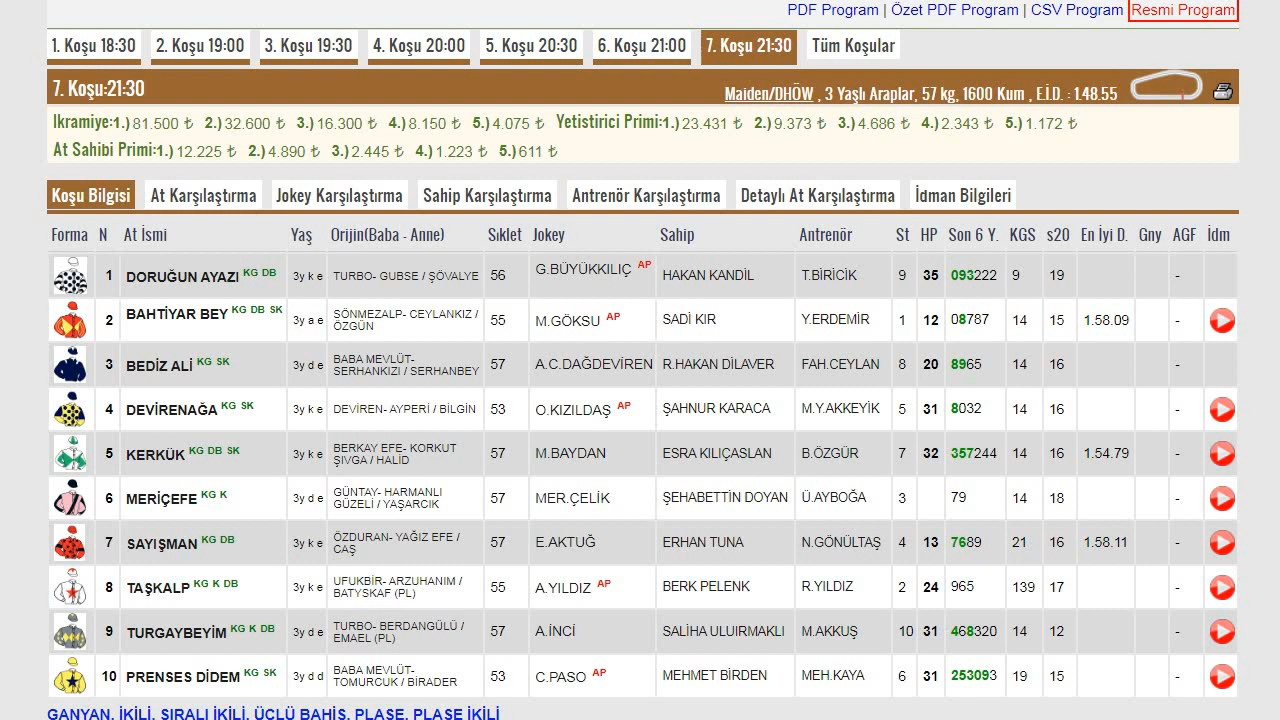 PDF Program | Özet PDF Program | CSV Program Resmi Program
1. Koşu 18:30 2. Koşu 19:00 3. Koşu 19:30 4. Koşu 20:00 5. Koşu 20:30 6. Koşu 21:00 7. Koşu 21:30 Tüm Koşular
7. Koşu:21:30 Maiden/DHÖW , 3 Yaşlı Araplar, 57 kg, 1600 Kum , E.İ.D. : 1.48.55
Ikramiye:1.) 81.500 ₺ 2.) 32.600 ₺ 3.) 16.300 ₺ 4.) 8.150 ₺ 5.) 4.075 ₺ Yetistirici Primi:1.) 23.431 ₺ 2.) 9.373 ₺ 3.) 4.686 ₺ 4.) 2.343 ₺ 5.) 1.172 ₺
At Sahibi Primi:1.) 12.225 ₺ 2.) 4.890 ₺ 3.) 2.445 ₺ 4.) 1.223 ₺ 5.) 611 ₺
Koşu Bilgisi At Karşılaştırma Jokey Karşılaştırma Sahip Karşılaştırma Antrenör Karşılaştırma Detaylı At Karşılaştırma İdman Bilgileri
Forma N At İsmi Yaş Orijin(Baba - Anne) Sıklet Jokey Sahip Antrenör St HP Son 6 Y. KGS s20 En İyi D. Gny AGF İdm
1 DORUĞUN AYAZI KG DB 3y k e TURBO- GUBSE / ŞÖVALYE 56 G.BÜYÜKKILIÇ AP HAKAN KANDİL T.BİRİCİK 9 35 093222 9 19 -
2 BAHTİYAR BEY KG DB SK 3y a e SÖNMEZALP- CEYLANKIZ / ÖZGÜN 55 M.GÖKSU AP SADİ KIR Y.ERDEMİR 1 12 08787 14 15 1.58.09 -
3 BEDİZ ALİ KG SK 3y d e BABA MEVLÜT- SERHANKIZI / SERHANBEY 57 A.C.DAĞDEVİREN R.HAKAN DİLAVER FAH.CEYLAN 8 20 8965 14 16 -
4 DEVİRENAĞA KG SK 3y k e DEVİREN- AYPERİ / BİLGİN 53 O.KIZILDAŞ AP ŞAHNUR KARACA M.Y.AKKEYİK 5 31 8032 14 16 -
5 KERKÜK KG DB SK 3y k e BERKAY EFE- KORKUT ŞIVGA / HALİD 57 M.BAYDAN ESRA KILIÇASLAN B.ÖZGÜR 7 32 357244 14 16 1.54.79 -
6 MERİÇEFE KG K 3y d e GÜNTAY- HARMANLI GÜZELİ / YAŞARCIK 57 MER.ÇELİK ŞEHABETTİN DOYAN Ü.AYBOĞA 3 79 14 18 -
7 SAYIŞMAN KG DB 3y k e ÖZDURAN- YAĞIZ EFE / CAŞ 57 E.AKTUĞ ERHAN TUNA N.GÖNÜLTAŞ 4 13 7689 21 16 1.58.11 -
8 TAŞKALP KG K DB 3y k e UFUKBİR- ARZUHANIM / BATYSKAF (PL) 55 A.YILDIZ AP BERK PELENK R.YILDIZ 2 24 965 139 17 -
9 TURGAYBEYİM KG K DB 3y d e TURBO- BERDANGÜLÜ / EMAEL (PL) 57 A.İNCİ SALİHA ULUIRMAKLI M.AKKUŞ 10 31 468320 14 12 -
10 PRENSES DİDEM KG SK 3y d d BABA MEVLÜT- TOMURCUK / BİRADER 53 C.PASO AP MEHMET BİRDEN MEH.KAYA 6 31 253093 19 15 -
GANYAN, İKİLİ, SIRALI İKİLİ, ÜÇLÜ BAHİS, PLASE, PLASE İKİLİ